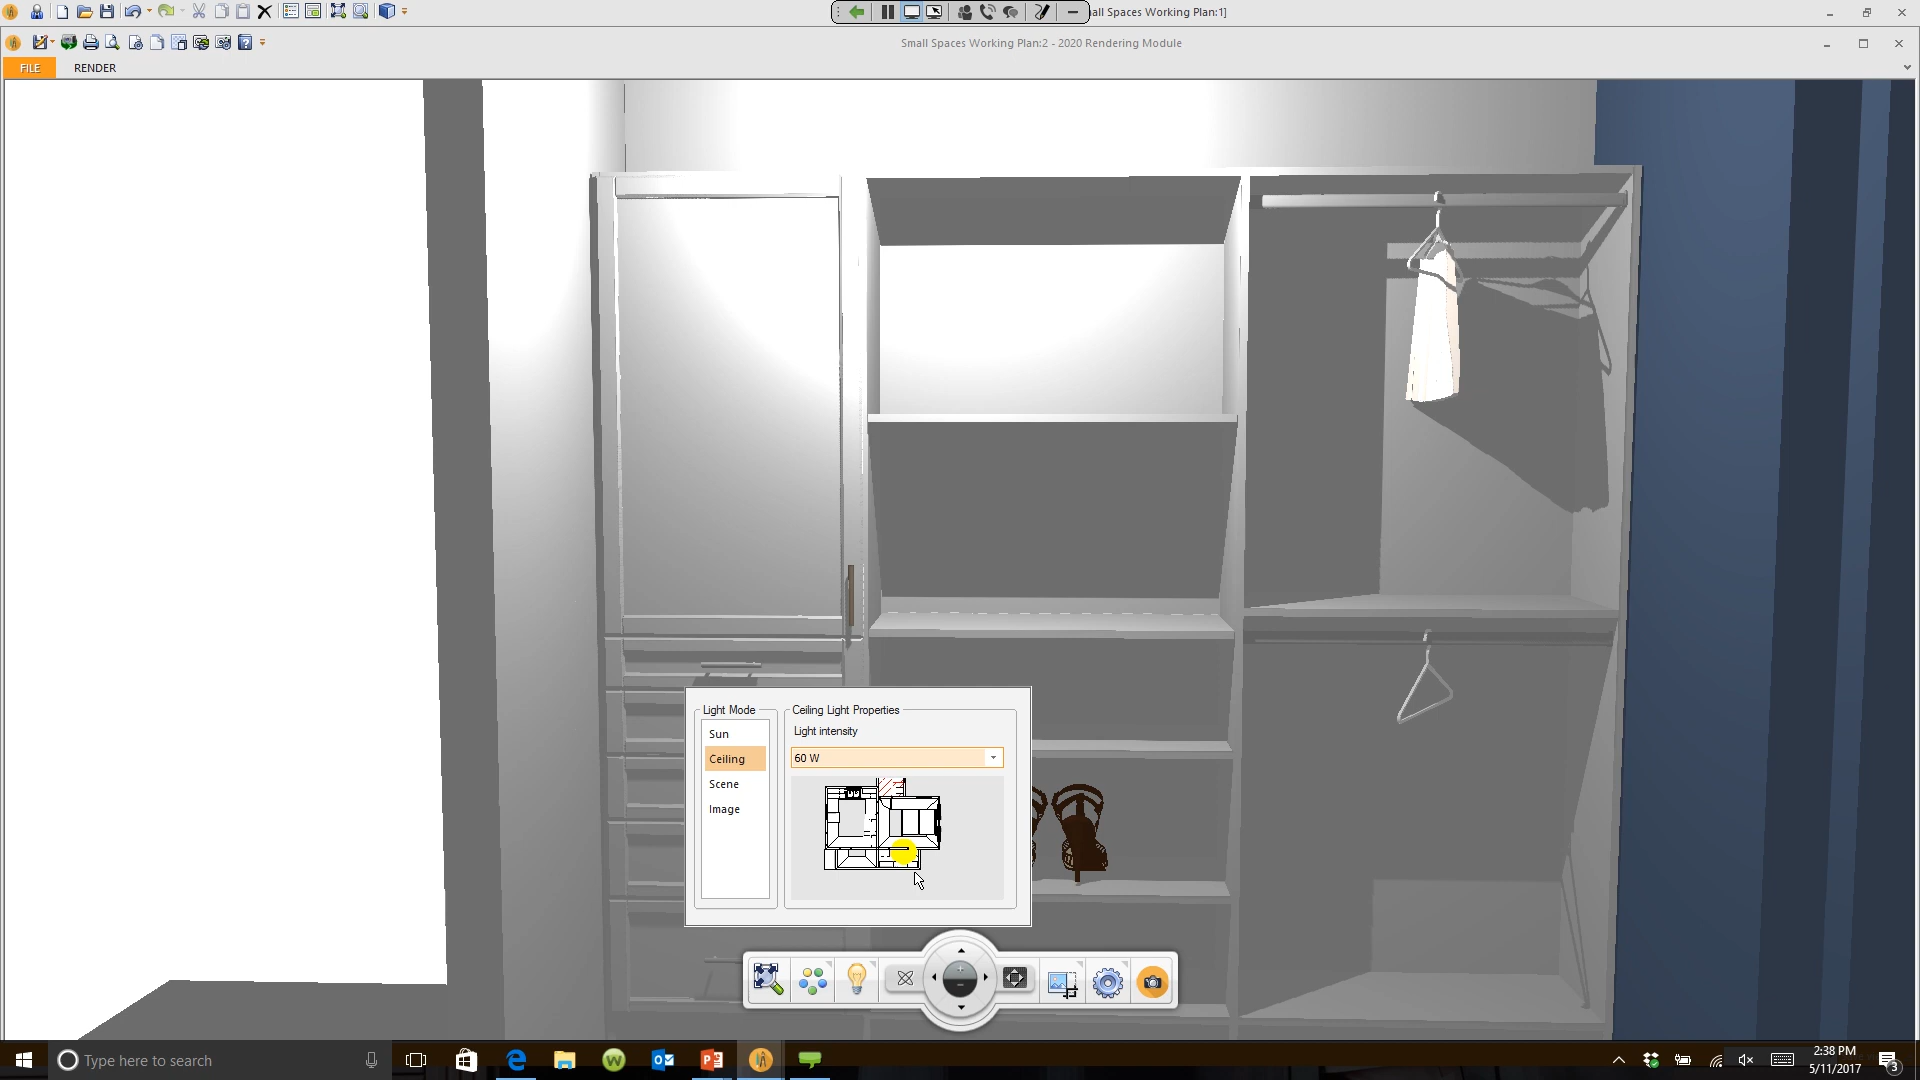 all Spaces Working Plan:1]
Small Spaces Working Plan:2 - 2020 Rendering Module
FILE
RENDER
Light Mode
Sun
Ceiling
Scene
Image
Ceiling Light Properties
Light intensity
60 W
Type here to search
2:38 PM
5/11/2017
3